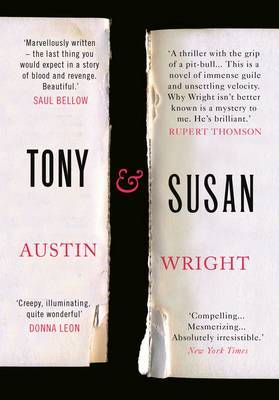 'Marvellously written
– the last thing you
would expect in a story
of blood and revenge.
Beautiful.'
SAUL BELLOW
'A thriller with the grip
of a pit-bull... This is a
novel of immense guile
and unsettling velocity.
Why Wright isn't better
known is a mystery to
me. He's brilliant.'
RUPERT THOMSON
TONY
&
SUSAN
AUSTIN
WRIGHT
'Creepy, illuminating,
quite wonderful'
DONNA LEON
'Compelling...
Mesmerizing...
Absolutely irresistible.'
New York Times